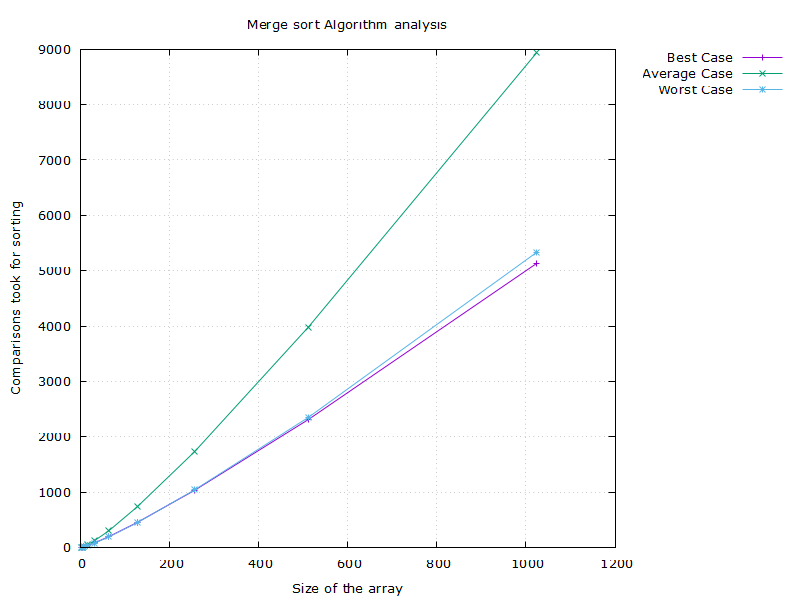 Merge sort Algorithm analysis
Best Case
Average Case
Worst Case
9000
8000
7000
6000
5000
4000
3000
2000
1000
0
Comparisons took for sorting
0 200 400 600 800 1000 1200
Size of the array